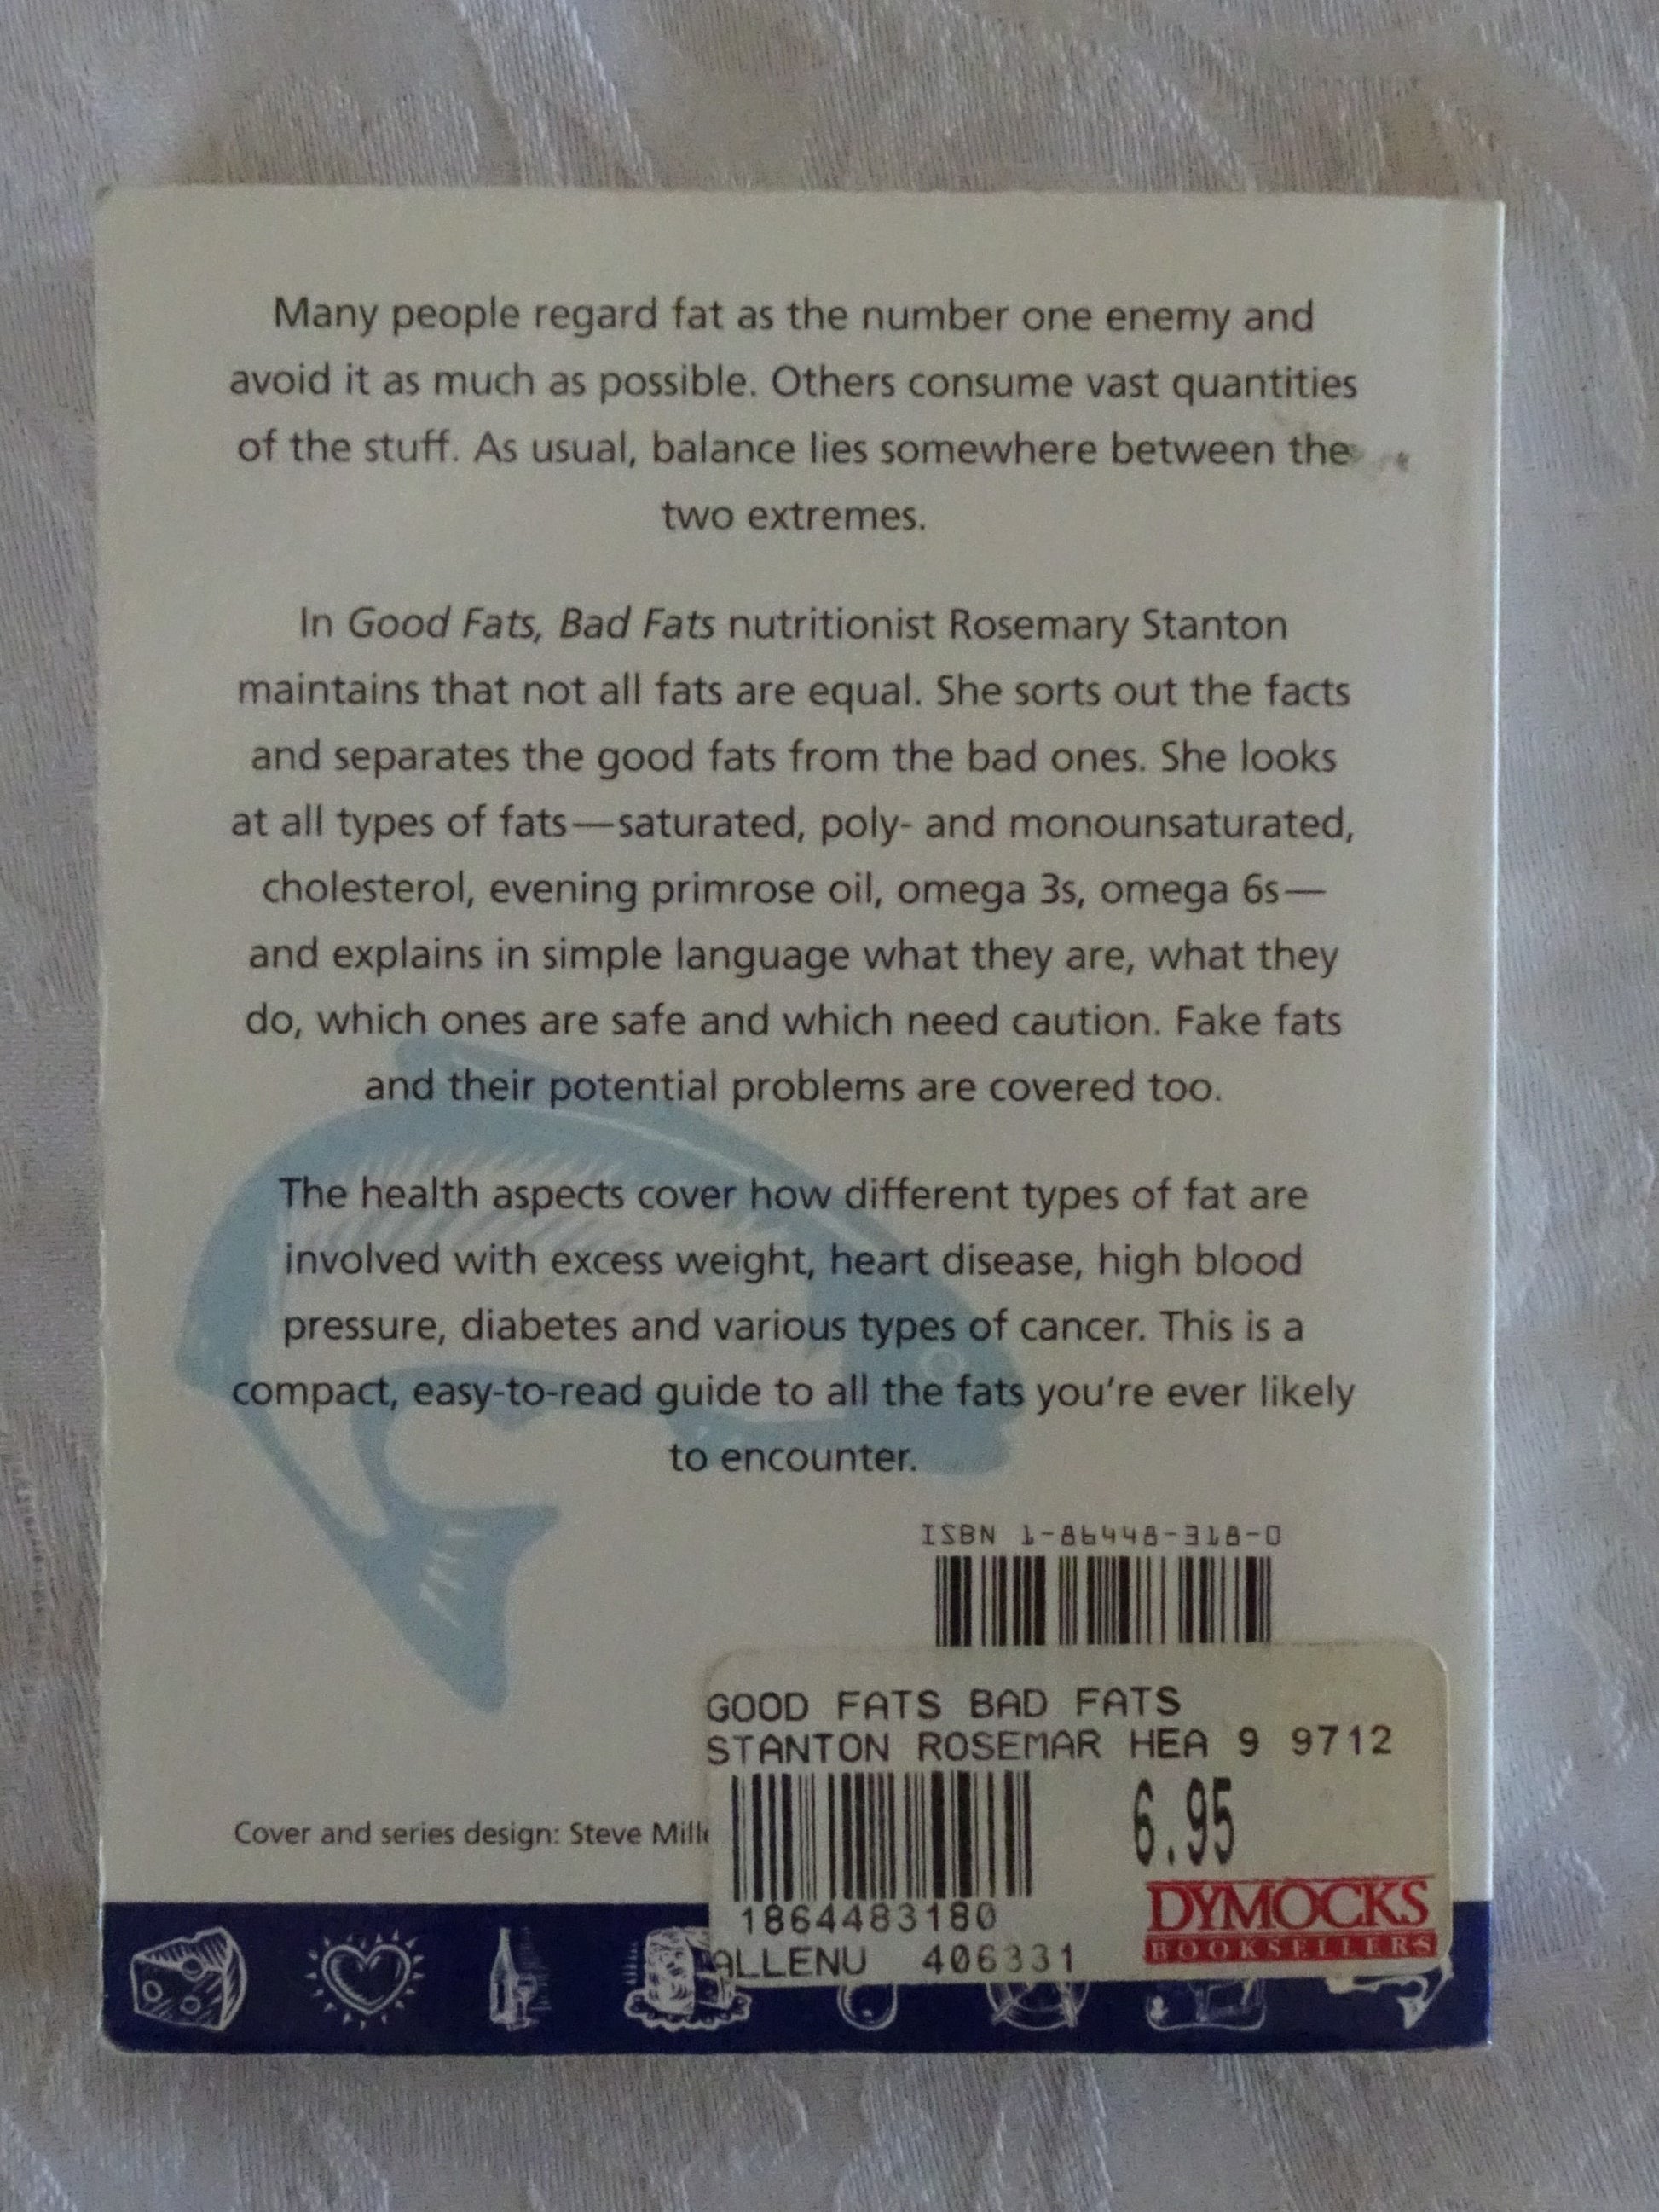 Many people regard fat as the number one enemy and
avoid it as much as possible. Others consume vast quantities
of the stuff. As usual, balance lies somewhere between the
two extremes.
In Good Fats, Bad Fats nutritionist Rosemary Stanton
maintains that not all fats are equal. She sorts out the facts
and separates the good fats from the bad ones. She looks
at all types of fats—saturated, poly- and monounsaturated,
cholesterol, evening primrose oil, omega 3s, omega 6s—
and explains in simple language what they are, what they
do, which ones are safe and which need caution. Fake fats
and their potential problems are covered too.
The health aspects cover how different types of fat are
involved with excess weight, heart disease, high blood
pressure, diabetes and various types of cancer. This is a
compact, easy-to-read guide to all the fats you're ever likely
to encounter.
ISBN 1-86448-318-0
GOOD FATS BAD FATS
STANTON ROSEMAR HEA 9 9712
6.95
Cover and series design: Steve
1864483180
DYMOCKS
BOOKSELLERS
ALLENU 406331